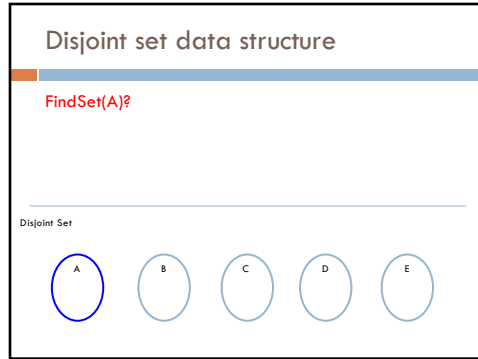 Disjoint set data structure
FindSet(A)?
Disjoint Set
A B C D E